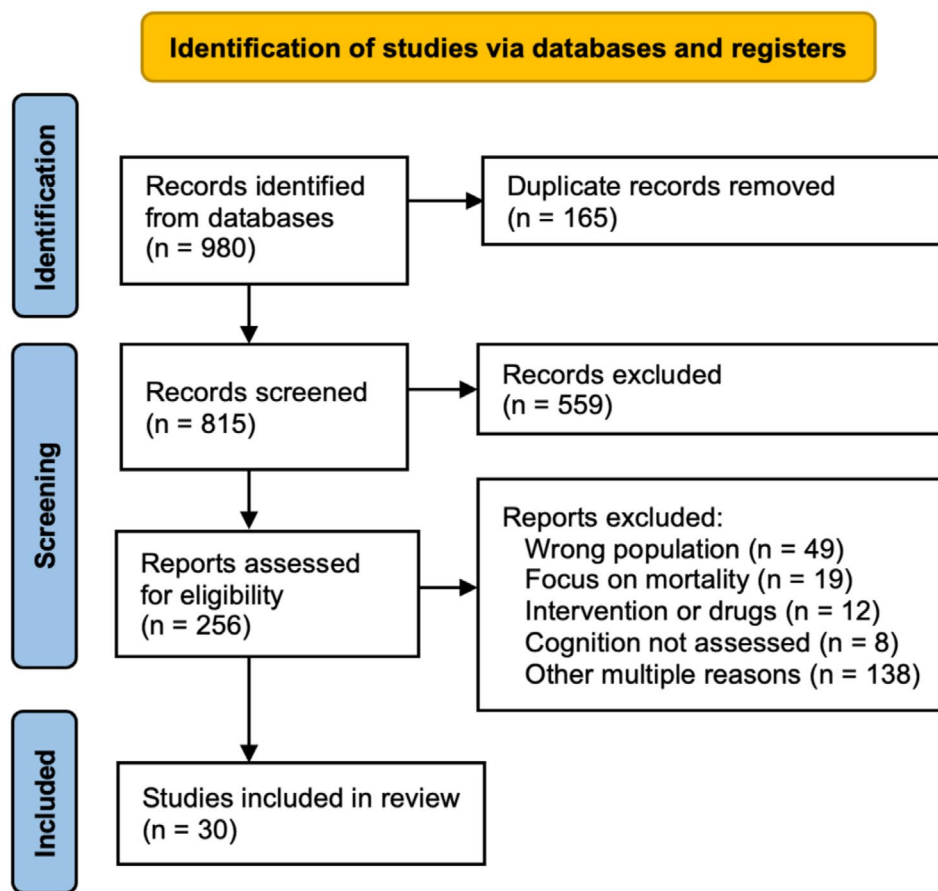 Identification of studies via databases and registers
Identification
Records identified
from databases
(n = 980)
Duplicate records removed
(n = 165)
Screening
Records screened
(n = 815)
Records excluded
(n = 559)
Reports assessed
for eligibility
(n = 256)
Reports excluded:
Wrong population (n = 49)
Focus on mortality (n = 19)
Intervention or drugs (n = 12)
Cognition not assessed (n = 8)
Other multiple reasons (n = 138)
Included
Studies included in review
(n = 30)